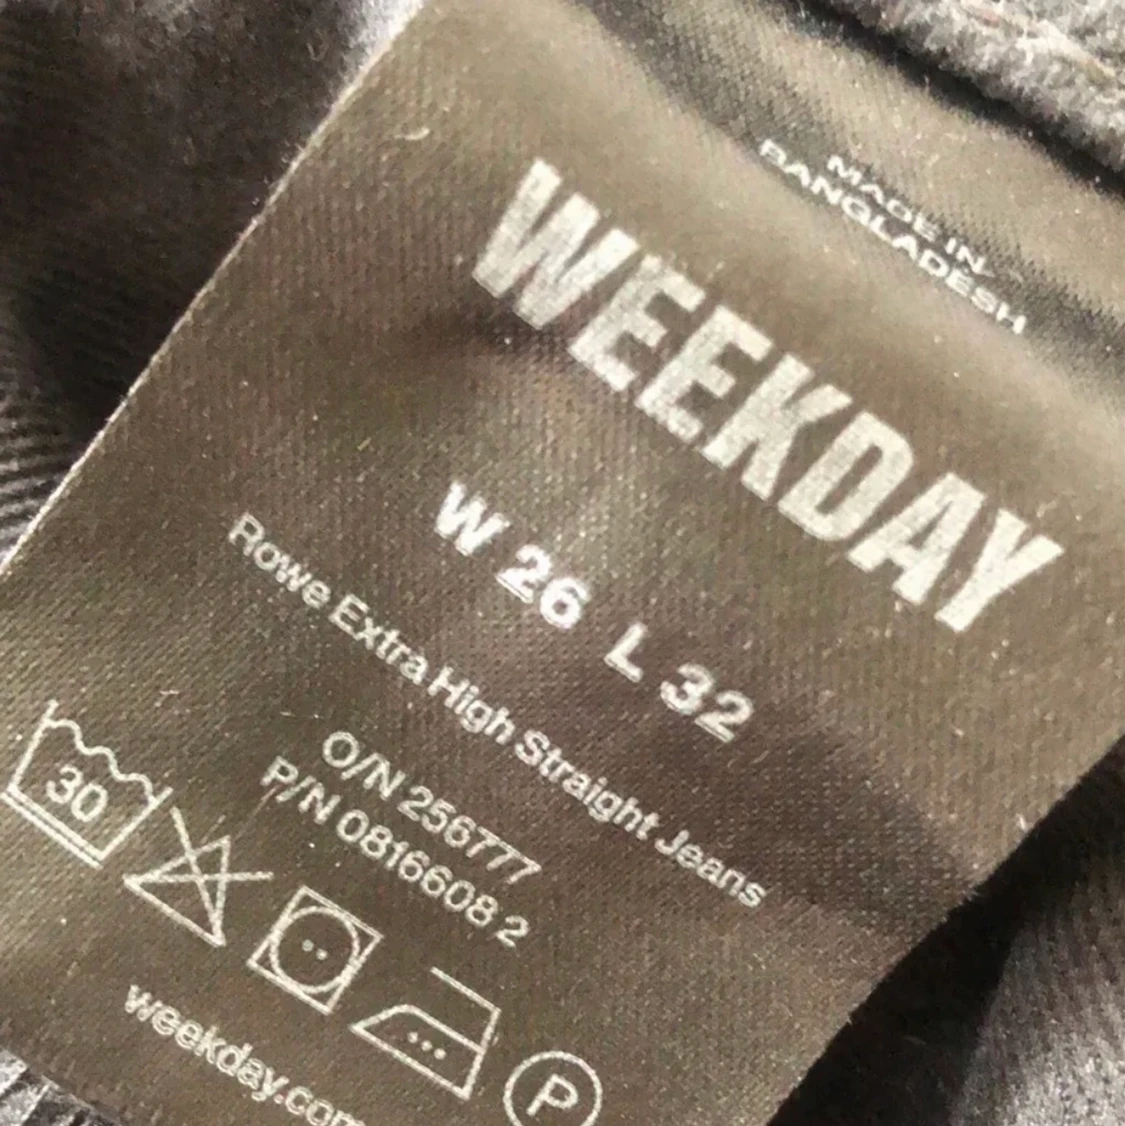 MADE IN
BANGLADESH
WEEKDAY
W 26 L 32
Rowe Extra High Straight Jeans
O/N 256777
P/N 0816608 2
30
P
weekday.com